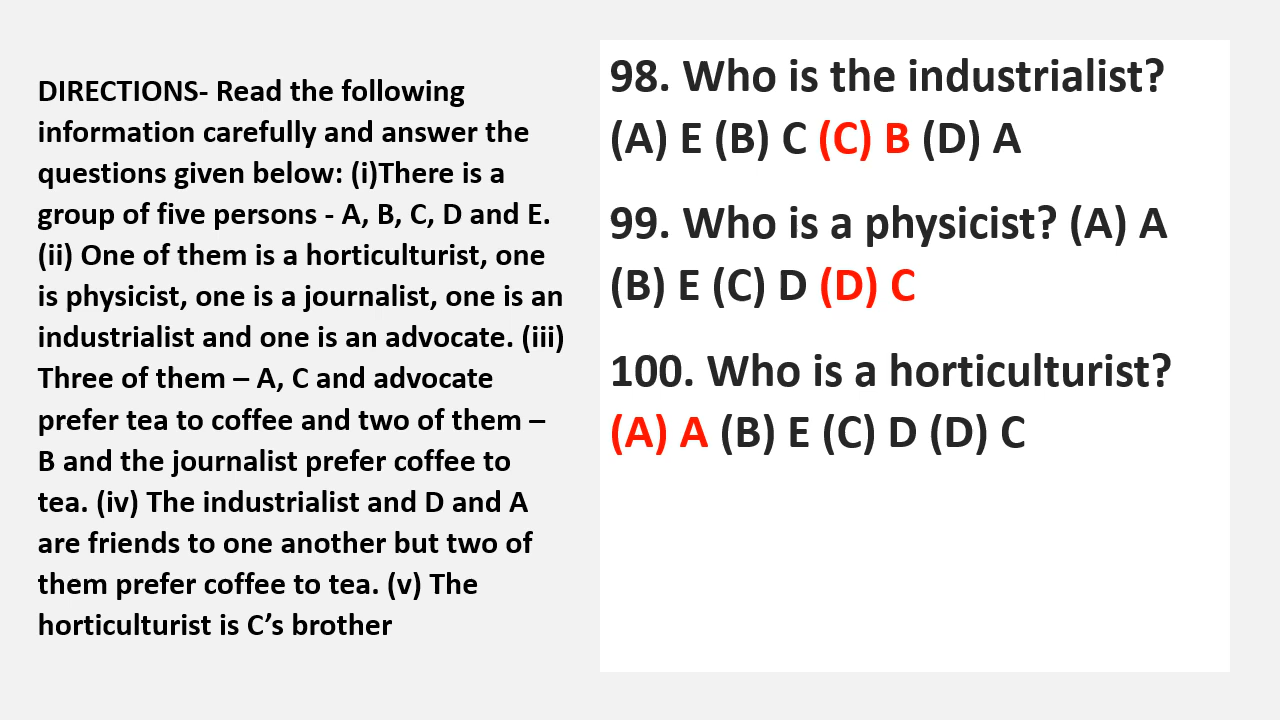 DIRECTIONS- Read the following
information carefully and answer the
questions given below: (i)There is a
group of five persons - A, B, C, D and E.
(ii) One of them is a horticulturist, one
is physicist, one is a journalist, one is an
industrialist and one is an advocate. (iii)
Three of them – A, C and advocate
prefer tea to coffee and two of them –
B and the journalist prefer coffee to
tea. (iv) The industrialist and D and A
are friends to one another but two of
them prefer coffee to tea. (v) The
horticulturist is C’s brother
98. Who is the industrialist?
(A) E (B) C (C) B (D) A
99. Who is a physicist? (A) A
(B) E (C) D (D) C
100. Who is a horticulturist?
(A) A (B) E (C) D (D) C